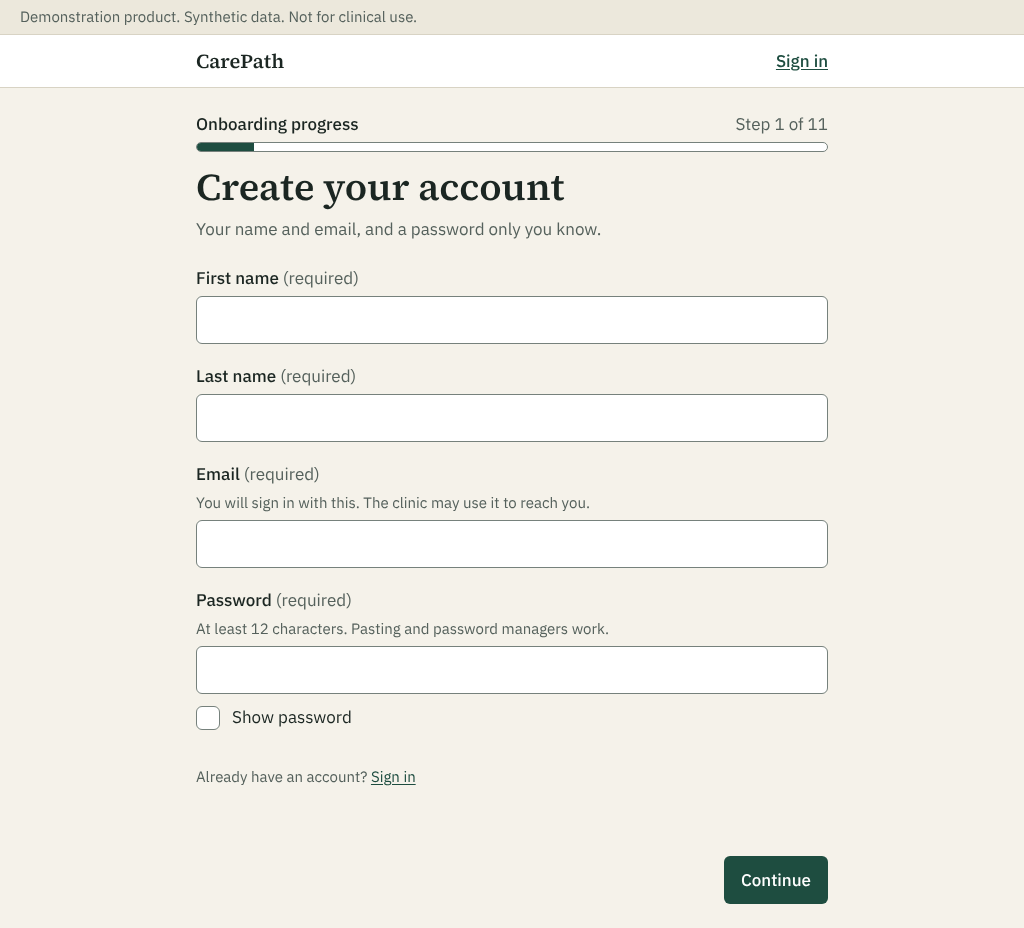 Demonstration product. Synthetic data. Not for clinical use.
CarePath
Sign in
Onboarding progress
Step 1 of 11
Create your account
Your name and email, and a password only you know.
First name (required)
Last name (required)
Email (required)
You will sign in with this. The clinic may use it to reach you.
Password (required)
At least 12 characters. Pasting and password managers work.
Show password
Already have an account? Sign in
Continue